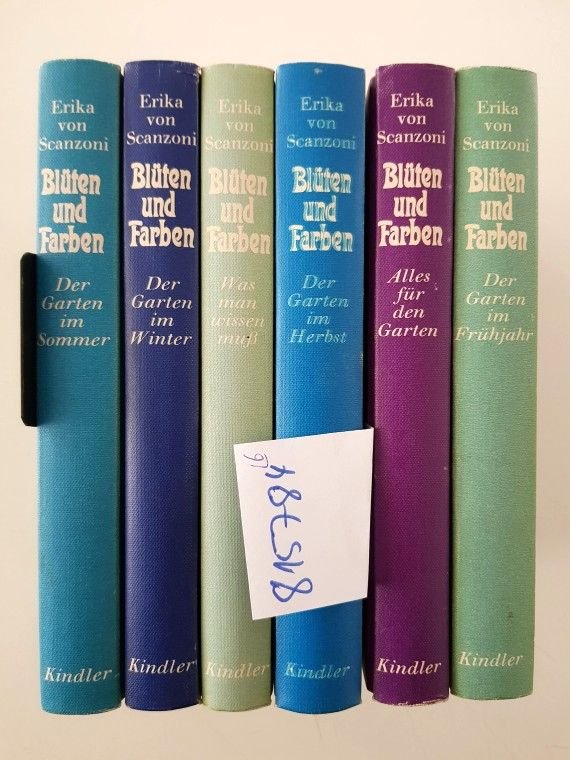 Erika
von
Scanzoni
Blüten
und
Farben
Der
Garten
im
Sommer
Kindler
Erika
von
Scanzoni
Blüten
und
Farben
Der
Garten
im
Winter
Kindler
Erika
von
Scanzoni
Blüten
und
Farben
Was
man
wissen
muß
Kindler
Erika
von
Scanzoni
Blüten
und
Farben
Der
Garten
im
Herbst
Kindler
Erika
von
Scanzoni
Blüten
und
Farben
Alles
für
den
Garten
Kindler
Erika
von
Scanzoni
Blüten
und
Farben
Der
Garten
im
Frühjahr
Kindler